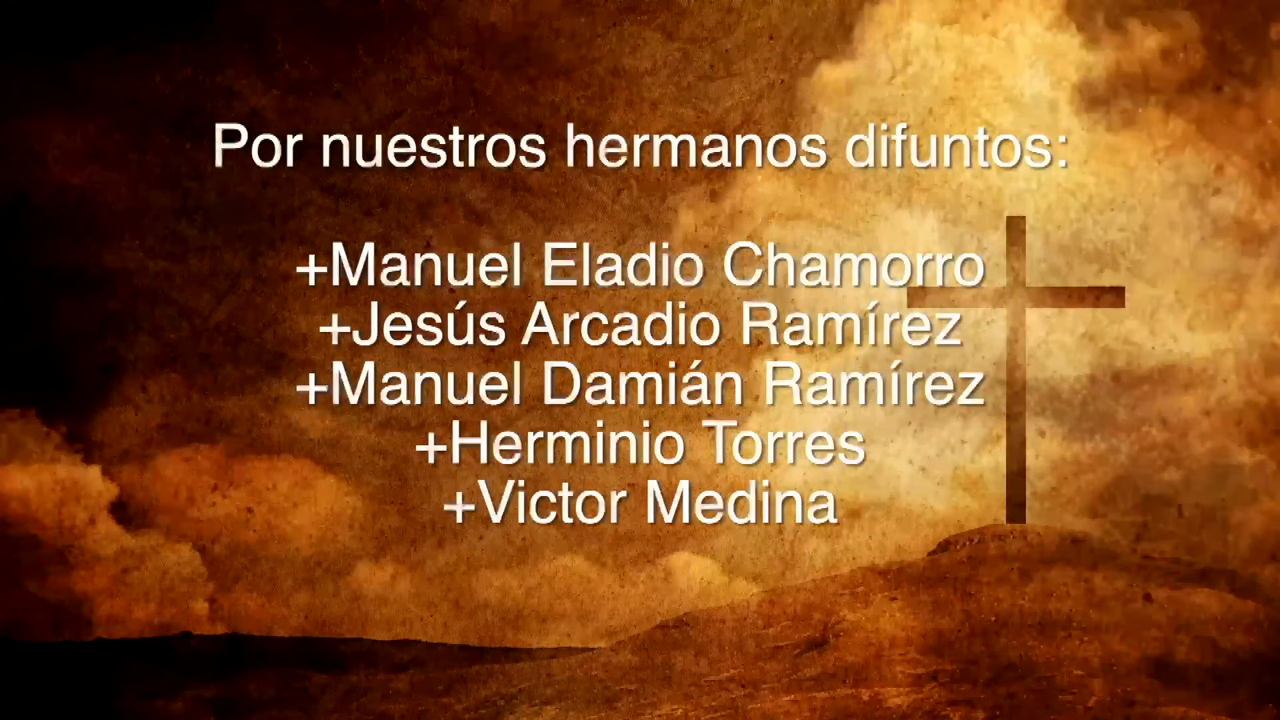 Por nuestros hermanos difuntos:
+Manuel Eladio Chamorro
+Jesús Arcadio Ramírez
+Manuel Damián Ramírez
+Herminio Torres
+Victor Medina